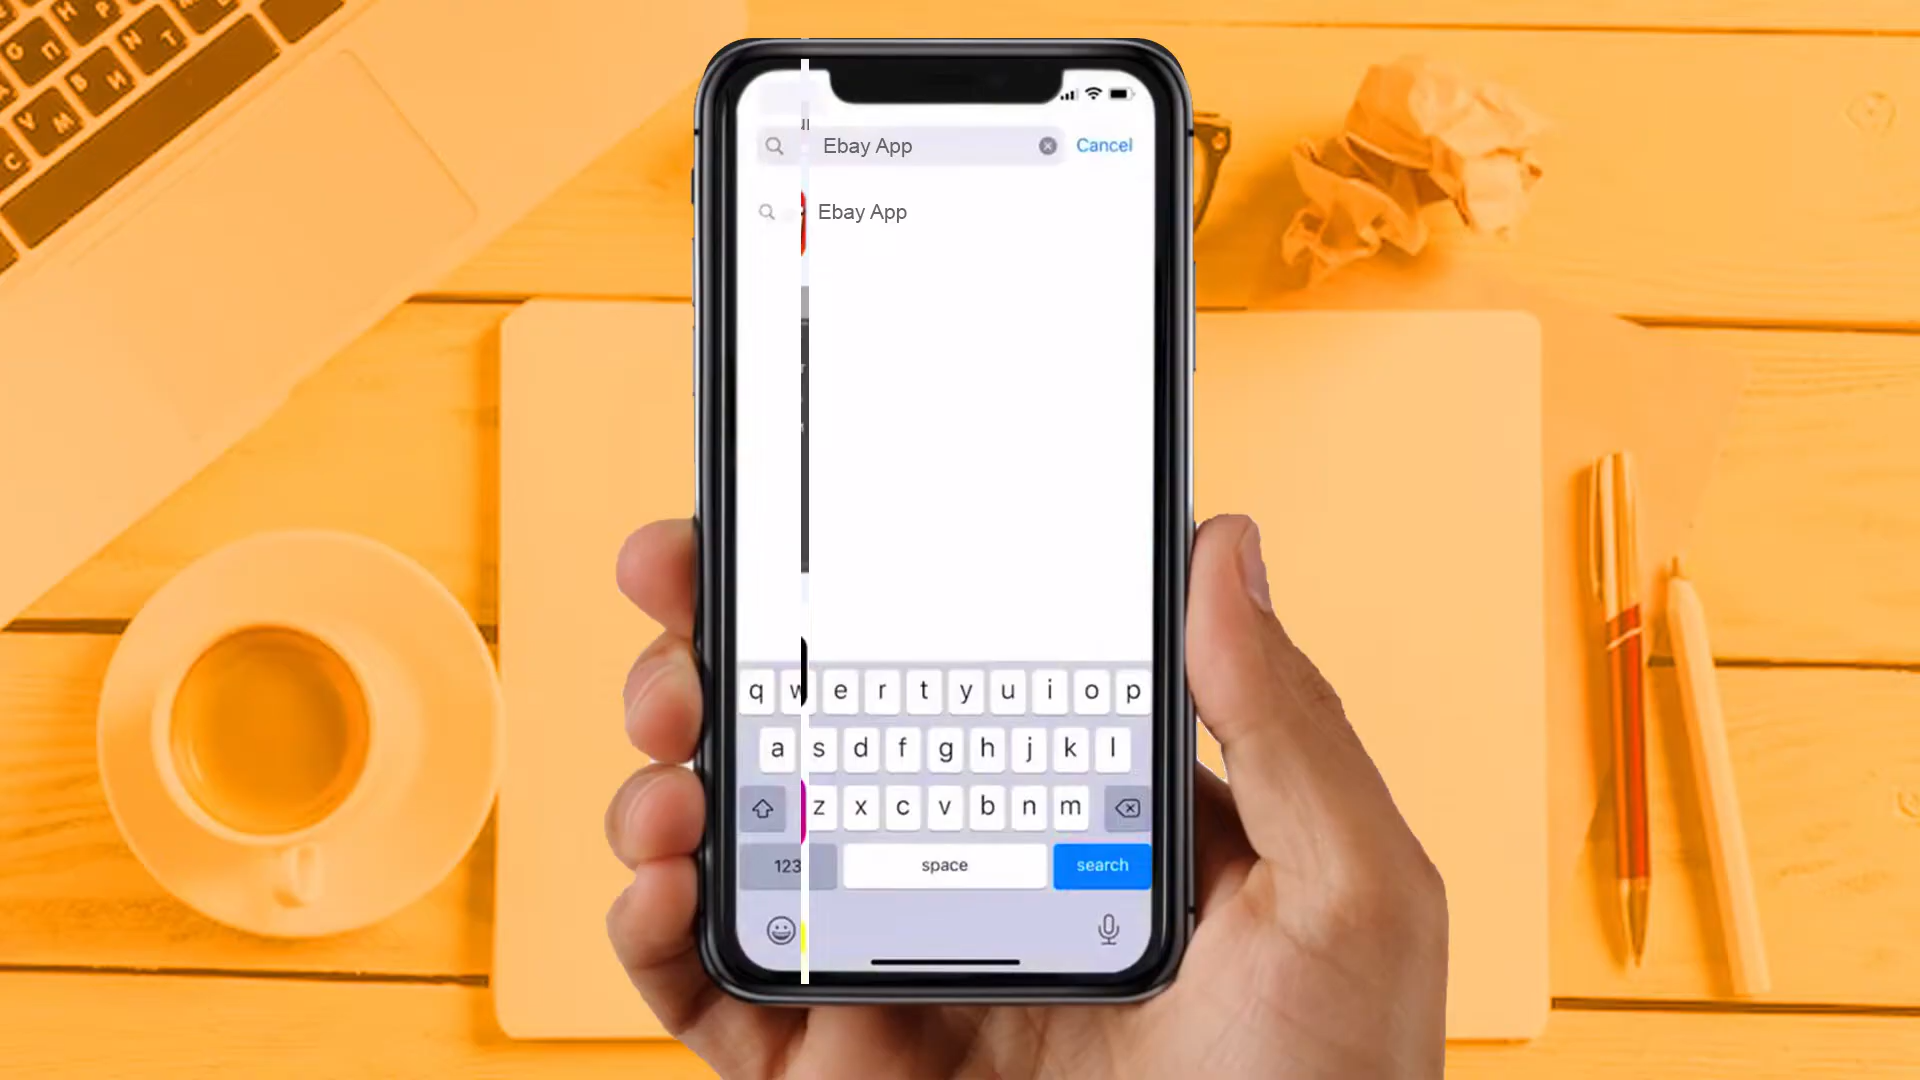 Ebay App
Cancel
Ebay App
q w e r t y u i o p
a s d f g h j k l
z x c v b n m
123
space
search